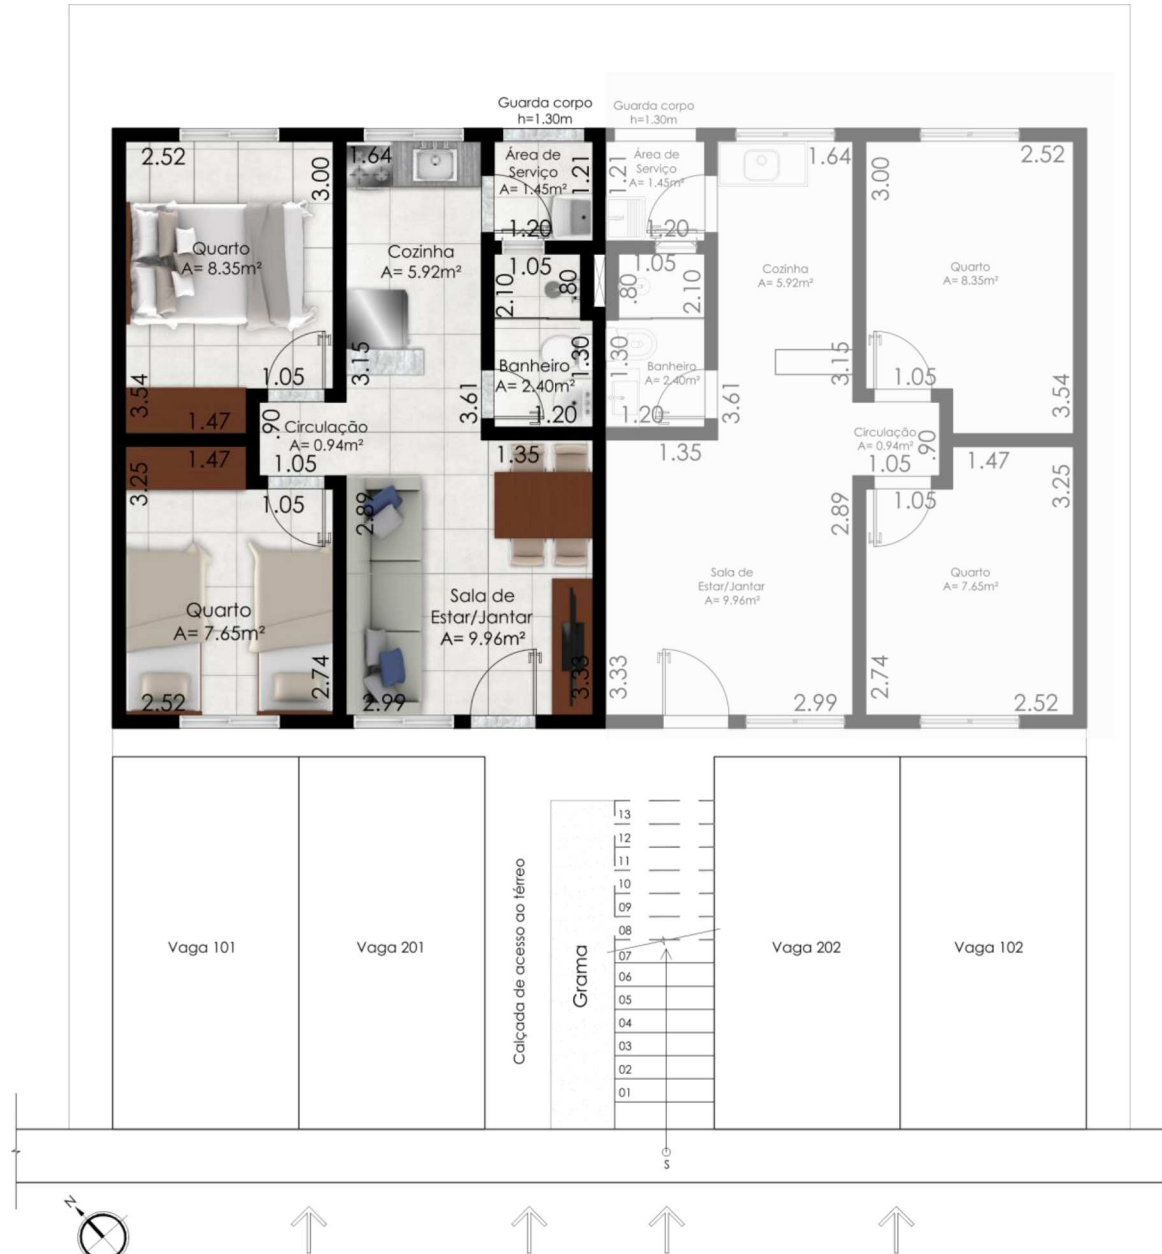 Guarda corpo
h=1.30m
Guarda corpo
h=1.30m
2.52
3.00
1.64
Área de
Serviço
A= 1.45m²
1.21
1.20
1.21
Área de
Serviço
A= 1.45m²
1.20
1.64
3.00
2.52
Quarto
A= 8.35m²
Cozinha
A= 5.92m²
1.05
2.10
.80
1.05
.80
2.10
Cozinha
A= 5.92m²
Quarto
A= 8.35m²
3.15
Banheiro
A= 2.40m²
1.30
1.20
1.30
Banheiro
A= 2.40m²
1.20
3.15
1.05
3.54
1.47
.90
Circulação
A= 0.94m²
3.61
3.61
1.05
3.54
Circulação
A= 0.94m²
.90
1.47
1.05
1.35
1.35
1.05
1.47
3.25
1.05
2.89
2.89
1.05
3.25
Quarto
A= 7.65m²
Sala de
Estar/Jantar
A= 9.96m²
Sala de
Estar/Jantar
A= 9.96m²
Quarto
A= 7.65m²
2.52
2.74
2.99
3.33
3.33
2.99
2.74
2.52
Vaga 101
Vaga 201
Calçada de acesso ao térreo
Grama
13
12
11
10
09
08
07
06
05
04
03
02
01
Vaga 202
Vaga 102
S
N